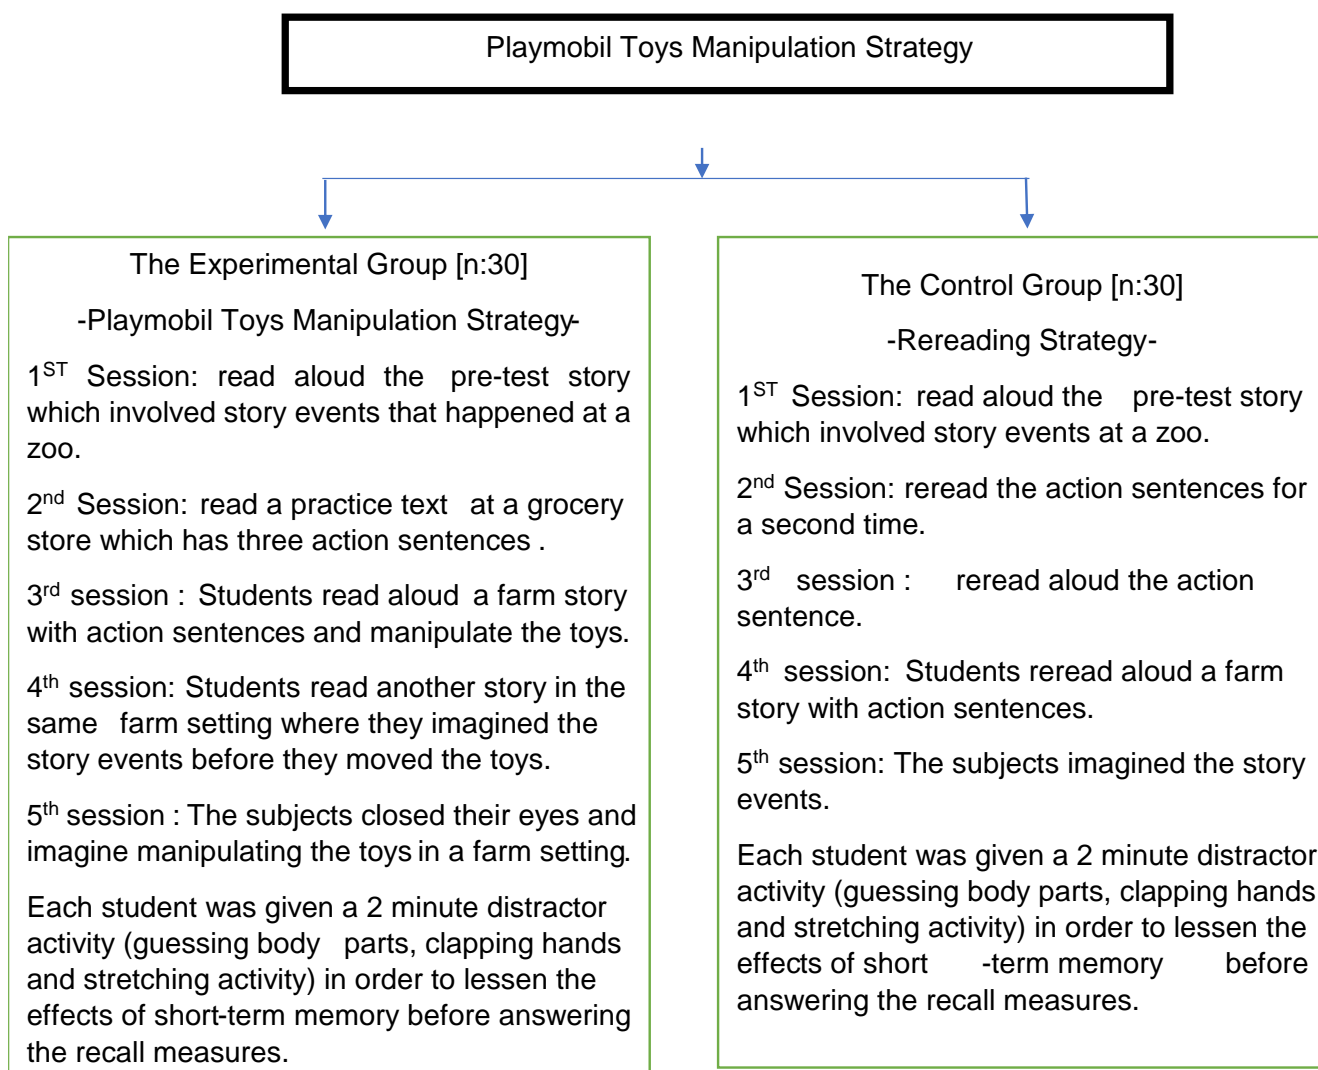 Playmobil Toys Manipulation Strategy
The Experimental Group [n:30]
-Playmobil Toys Manipulation Strategy-
1ST Session: read aloud the pre-test story
which involved story events that happened at a
zoo.
2nd Session: read a practice text at a grocery
store which has three action sentences .
3rd session : Students read aloud a farm story
with action sentences and manipulate the toys.
4th session: Students read another story in the
same farm setting where they imagined the
story events before they moved the toys.
5th session : The subjects closed their eyes and
imagine manipulating the toys in a farm setting.
Each student was given a 2 minute distractor
activity (guessing body parts, clapping hands
and stretching activity) in order to lessen the
effects of short-term memory before answering
the recall measures.
The Control Group [n:30]
-Rereading Strategy-
1ST Session: read aloud the pre-test story
which involved story events at a zoo.
2nd Session: reread the action sentences for
a second time.
3rd session : reread aloud the action
sentence.
4th session: Students reread aloud a farm
story with action sentences.
5th session: The subjects imagined the story
events.
Each student was given a 2 minute distractor
activity (guessing body parts, clapping hands
and stretching activity) in order to lessen the
effects of short -term memory before
answering the recall measures.